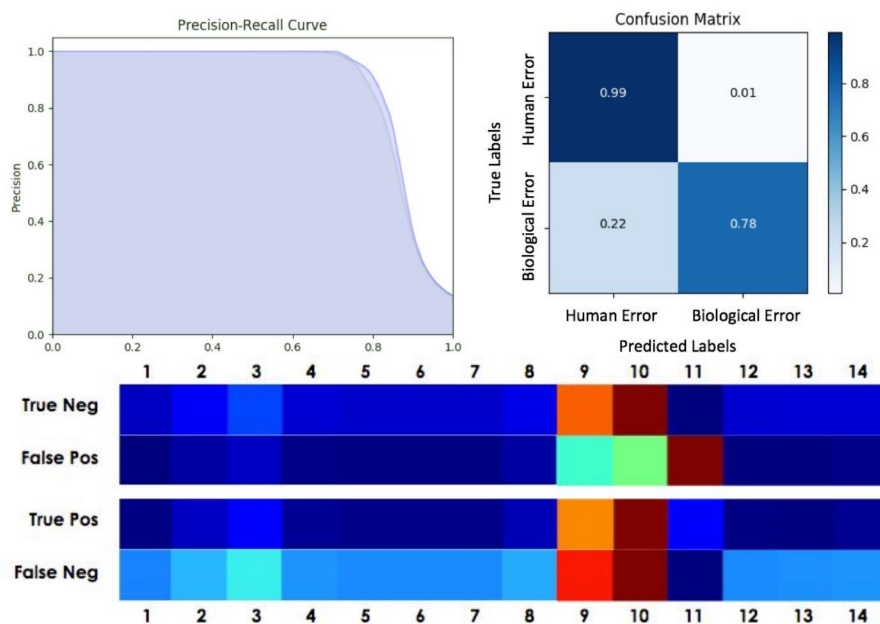 Precision-Recall Curve
Precision
1.0
0.8
0.6
0.4
0.2
0.0
0.0 0.2 0.4 0.6 0.8 1.0
Confusion Matrix
True Labels
Human Error
Biological Error
0.99 0.01
0.22 0.78
0.8
0.6
0.4
0.2
Human Error Biological Error
Predicted Labels
1 2 3 4 5 6 7 8 9 10 11 12 13 14
True Neg
False Pos
True Pos
False Neg
1 2 3 4 5 6 7 8 9 10 11 12 13 14